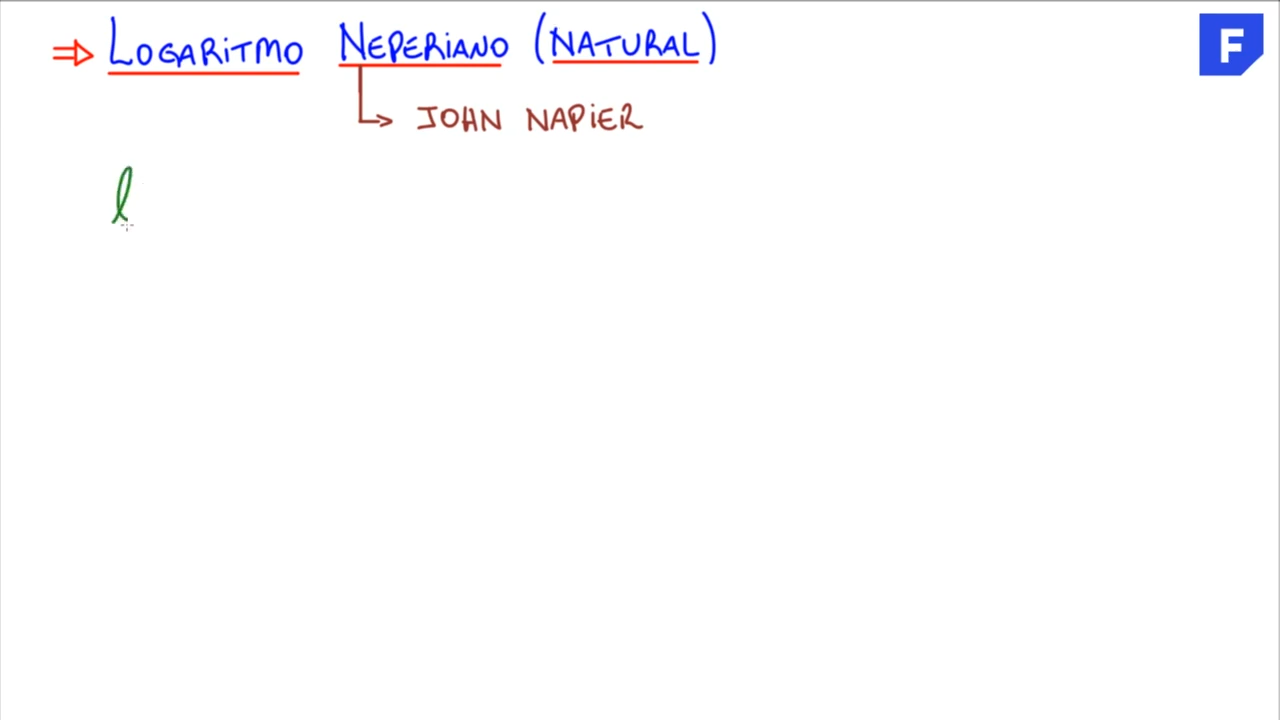 ⇒ LOGARITMO NEPERIANO (NATURAL)
F
↳ JOHN NAPIER
l